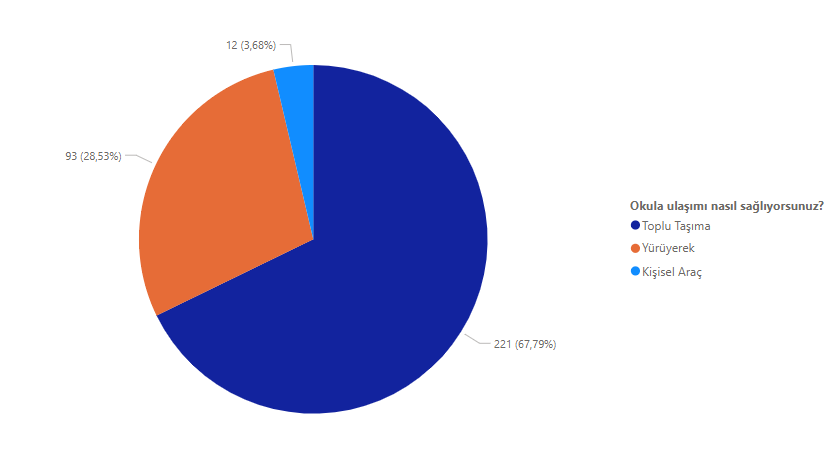 12 (3,68%)
93 (28,53%)
221 (67,79%)
Okula ulaşımı nasıl sağlıyorsunuz?
Toplu Taşıma
Yürüyerek
Kişisel Araç